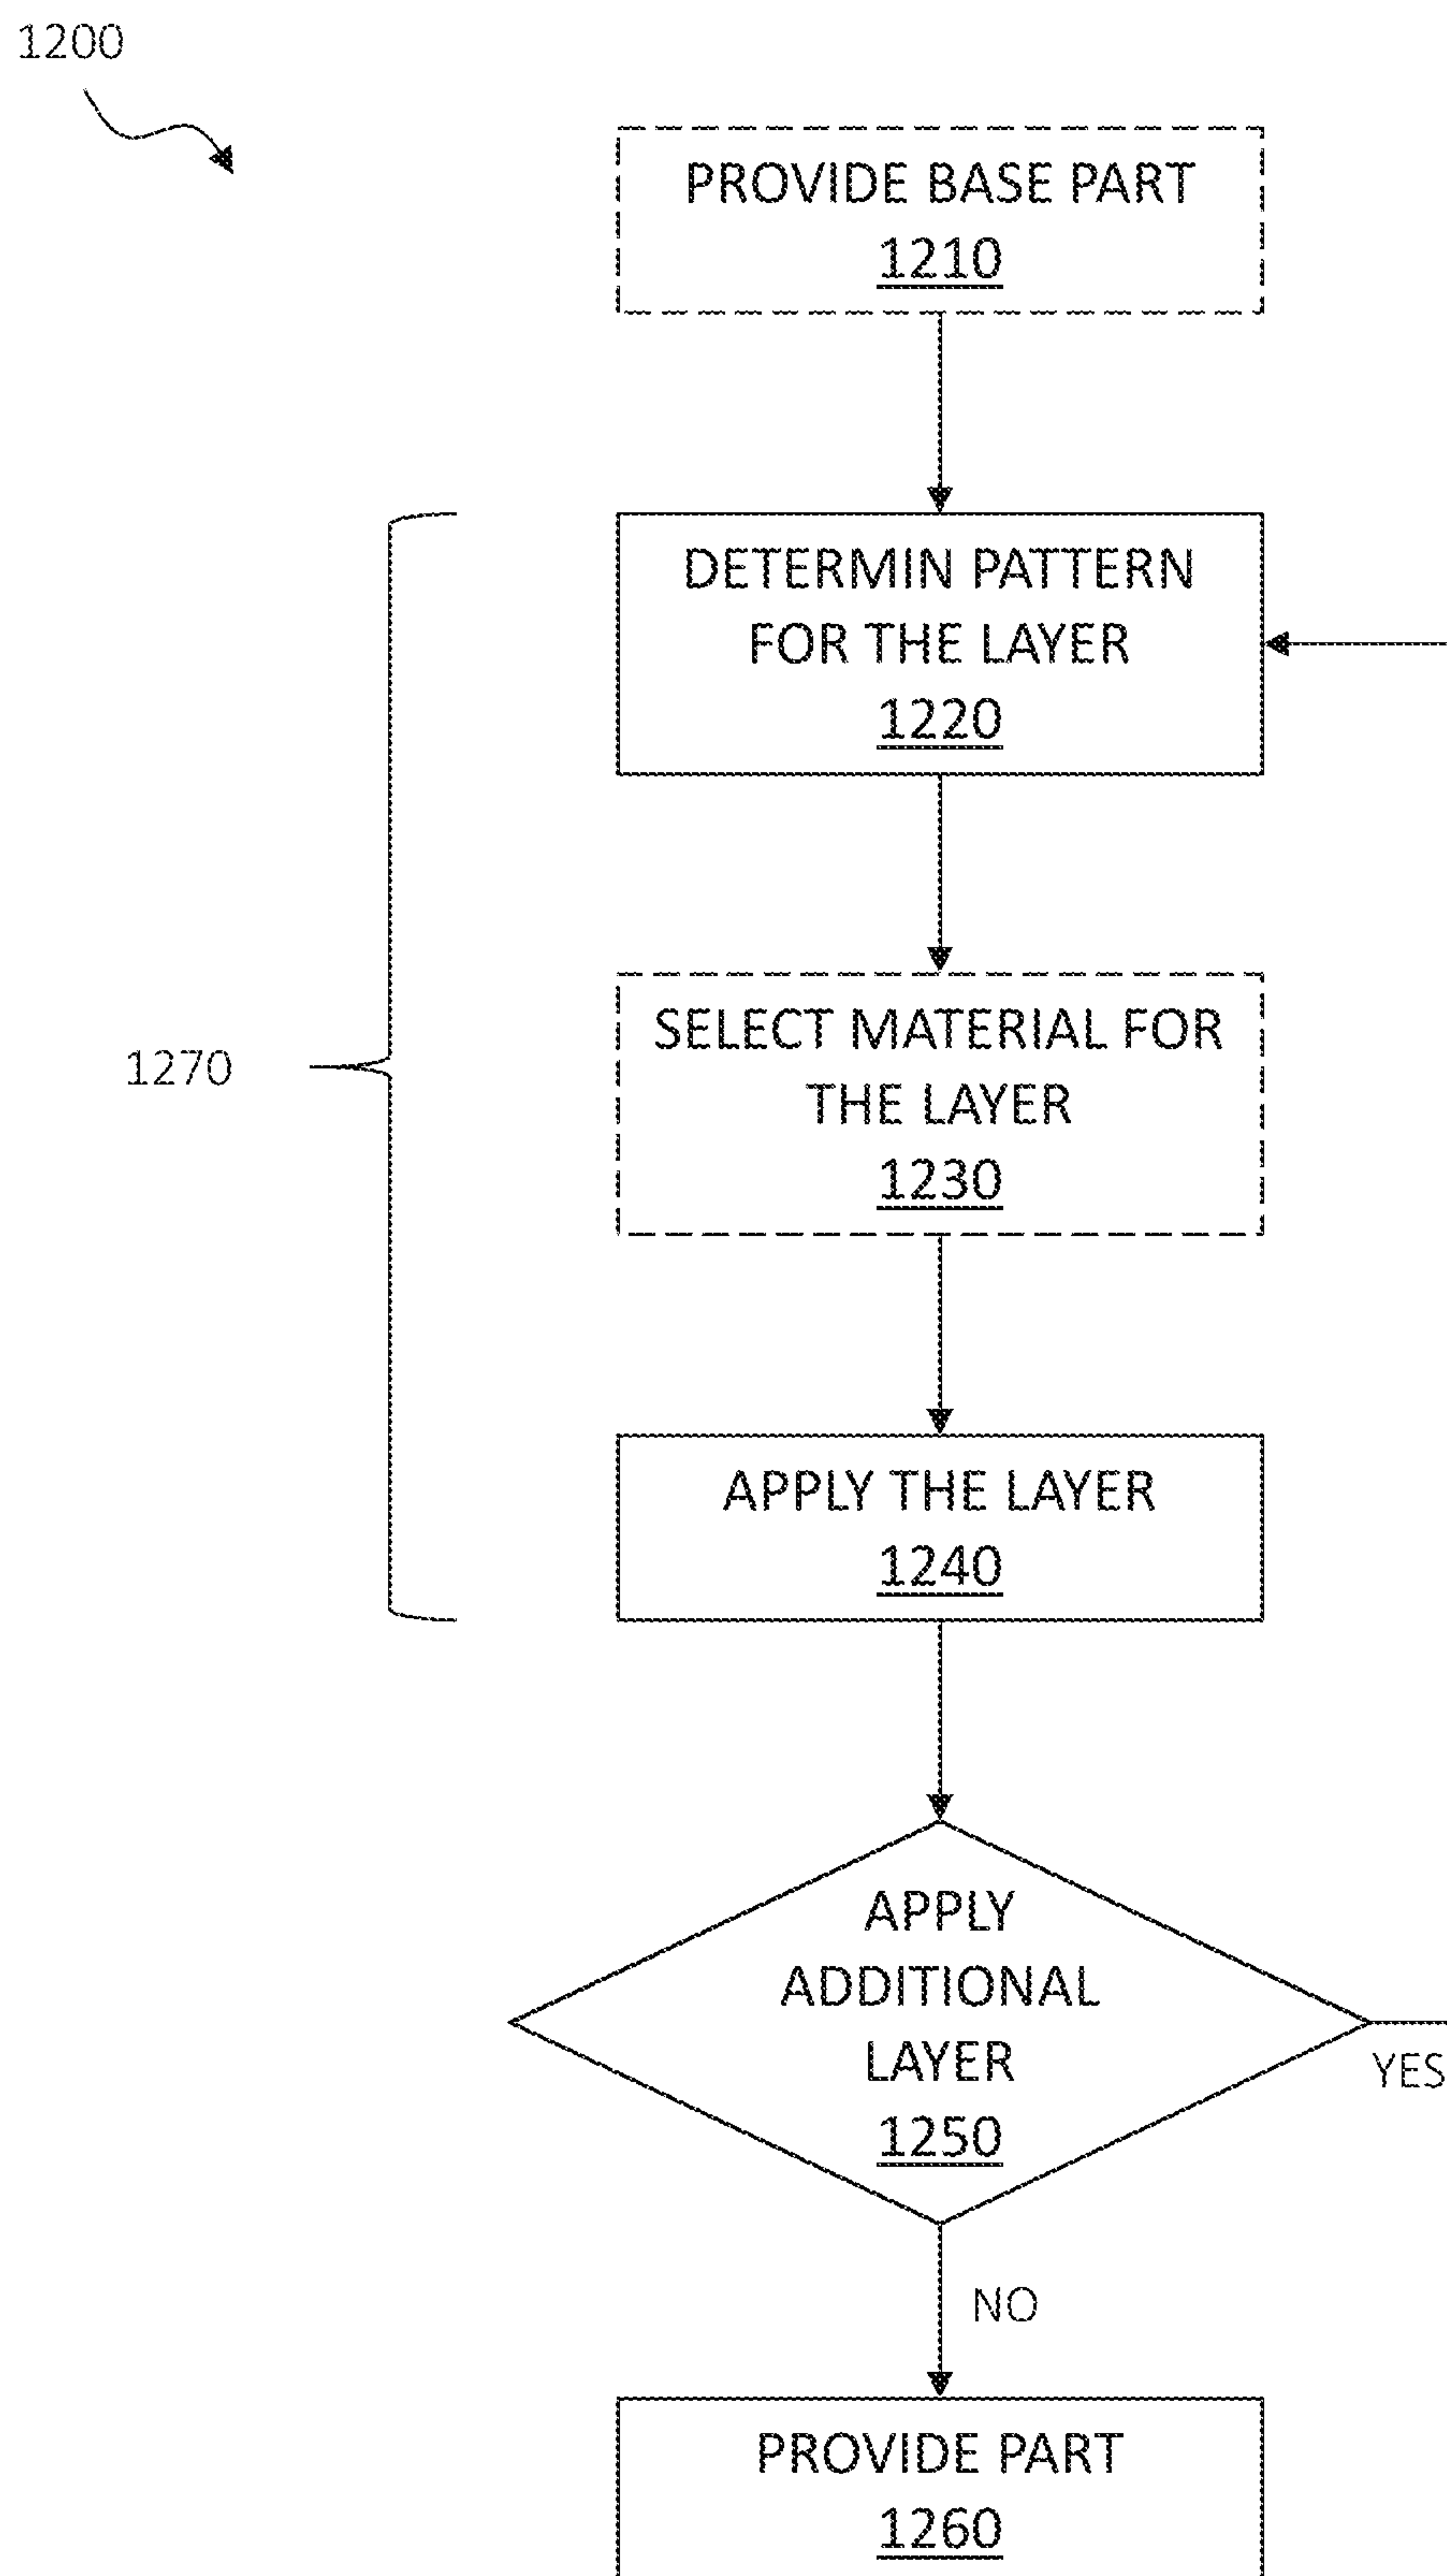 1200
PROVIDE BASE PART
1210
DETERMIN PATTERN
FOR THE LAYER
1220
SELECT MATERIAL FOR
THE LAYER
1230
1270
APPLY THE LAYER
1240
APPLY
ADDITIONAL
LAYER
1250
YES
NO
PROVIDE PART
1260